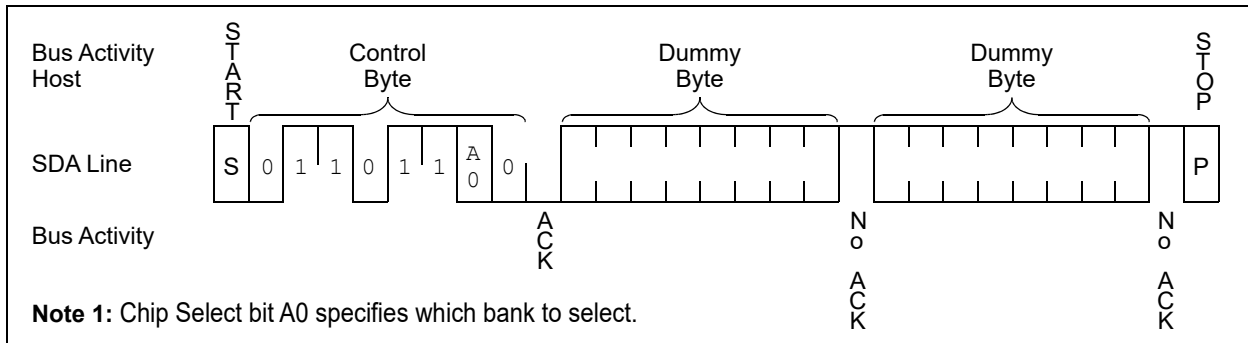 Bus Activity
Host
START
Control
Byte
Dummy
Byte
Dummy
Byte
STOP
SDA Line
S 0 1 1 0 1 1 A0 0 P
Bus Activity
ACK
No ACK
No ACK
Note 1: Chip Select bit A0 specifies which bank to select.